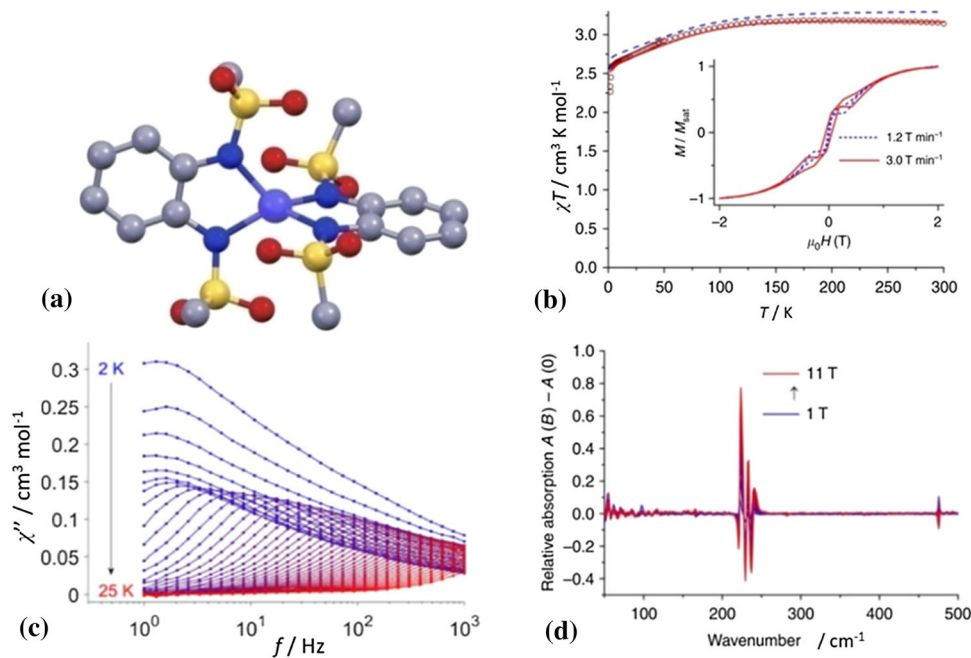 (a)
χT / cm³ K mol⁻¹
3.0
2.5
2.0
1.5
1.0
0.5
0.0
0
50
100
150
200
250
300
T / K
(b)
M / Msat
1
0
−1
−2
0
2
μ₀H (T)
1.2 T min⁻¹
3.0 T min⁻¹
χ'' / cm³ mol⁻¹
0.3
0.25
0.2
0.15
0.1
0.05
0
2 K
25 K
10⁰
10¹
10²
10³
f / Hz
(c)
Relative absorption A (B) − A (0)
1.0
0.8
0.6
0.4
0.2
0.0
−0.2
−0.4
11 T
↑
1 T
100
200
300
400
500
Wavenumber / cm⁻¹
(d)